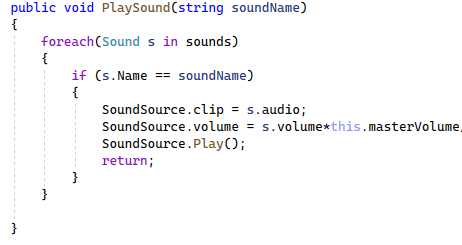 public void PlaySound(string soundName)
{
foreach(Sound s in sounds)
{
if (s.Name == soundName)
{
SoundSource.clip = s.audio;
SoundSource.volume = s.volume*this.masterVolume
SoundSource.Play();
return;
}
}
}